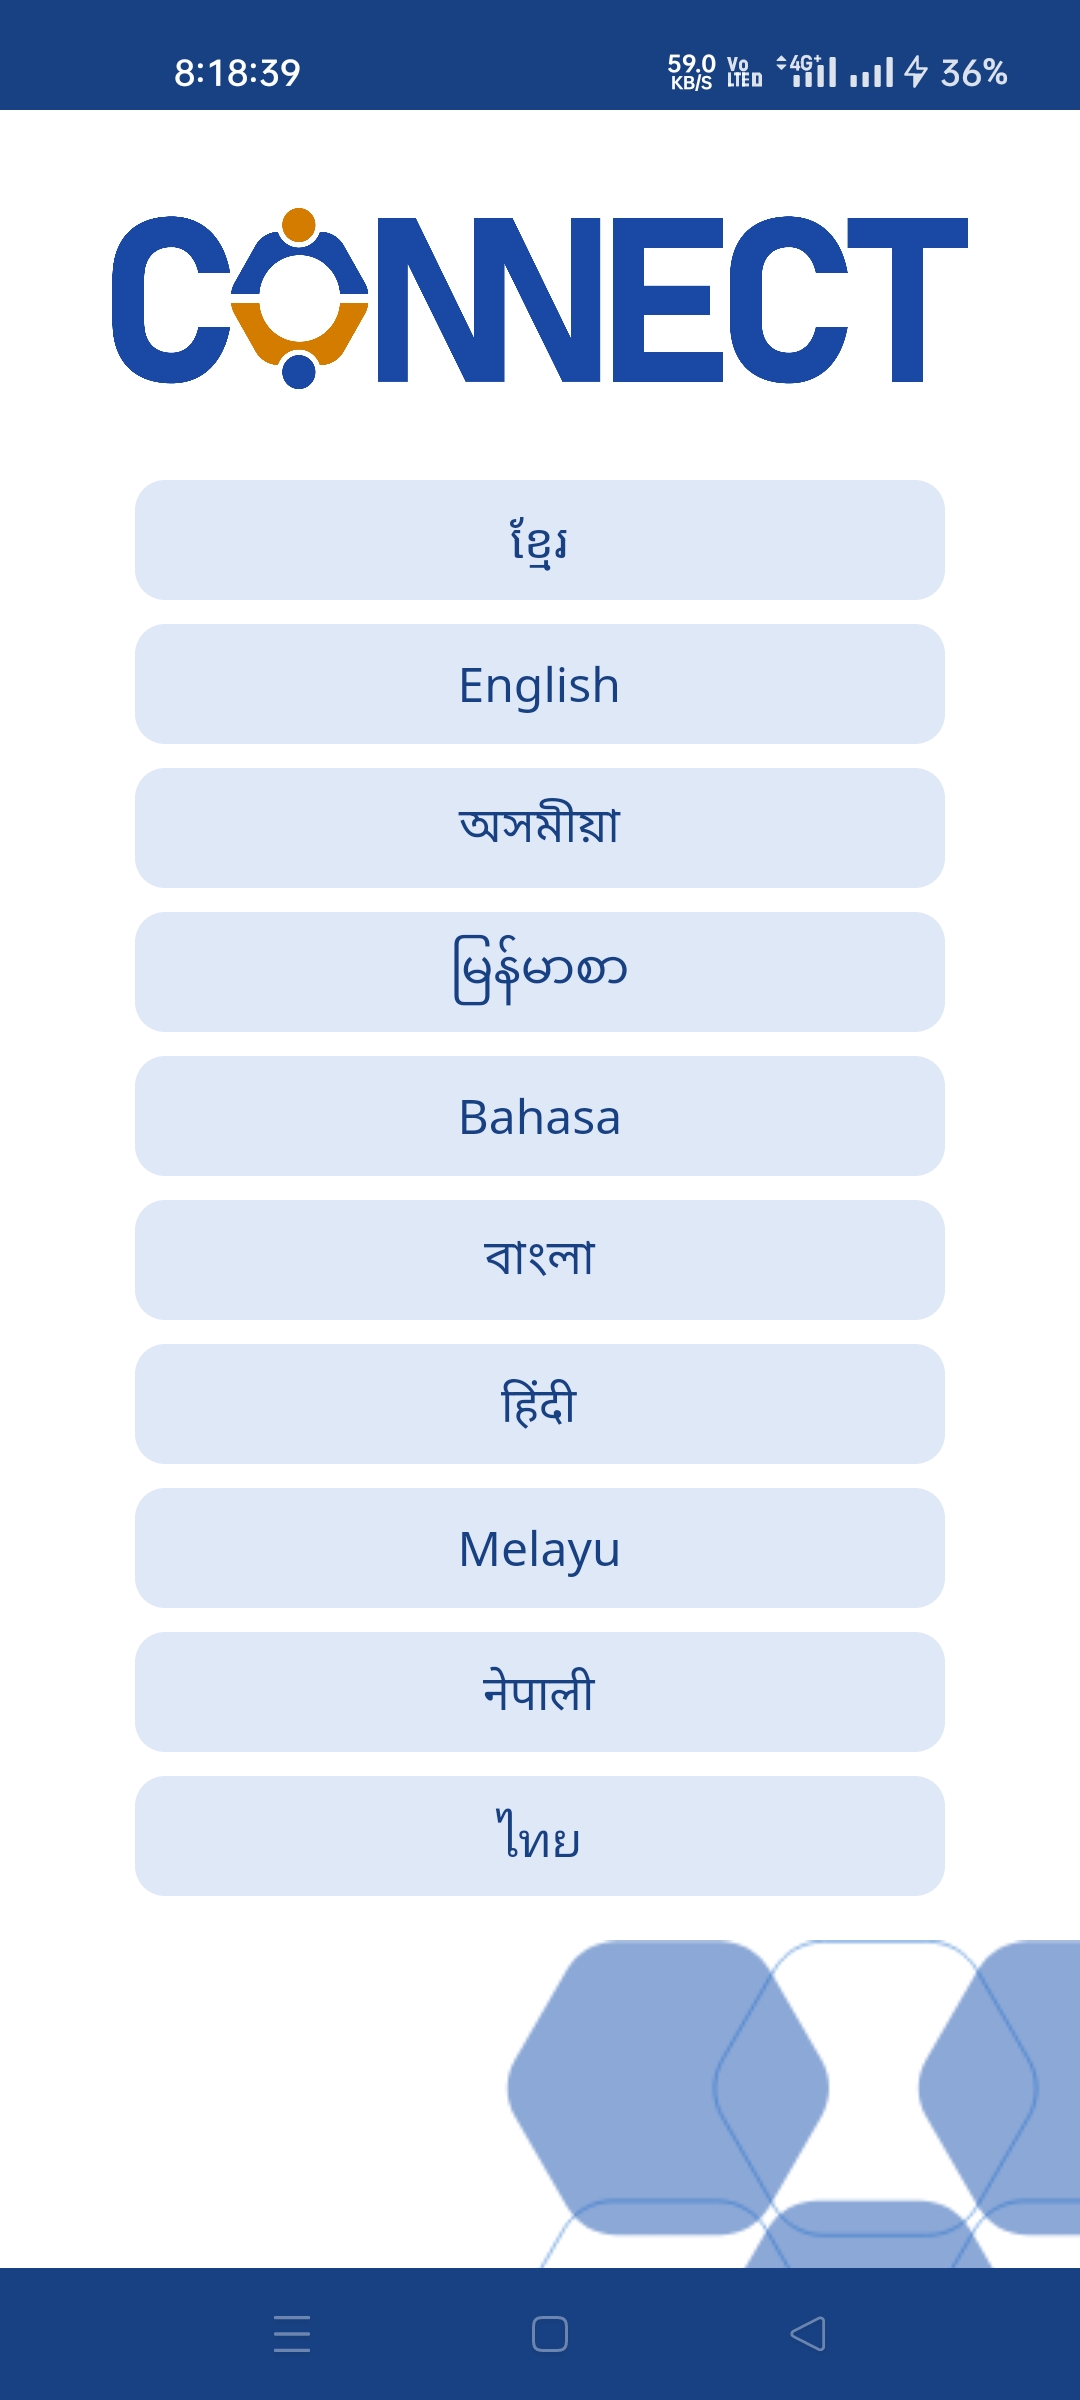 8:18:39 59.0 KB/S Vo LTE 4G+ 36%
CONNECT
ខ្មែរ
English
অসমীয়া
မြန်မာစာ
Bahasa
বাংলা
हिंदी
Melayu
नेपाली
ไทย